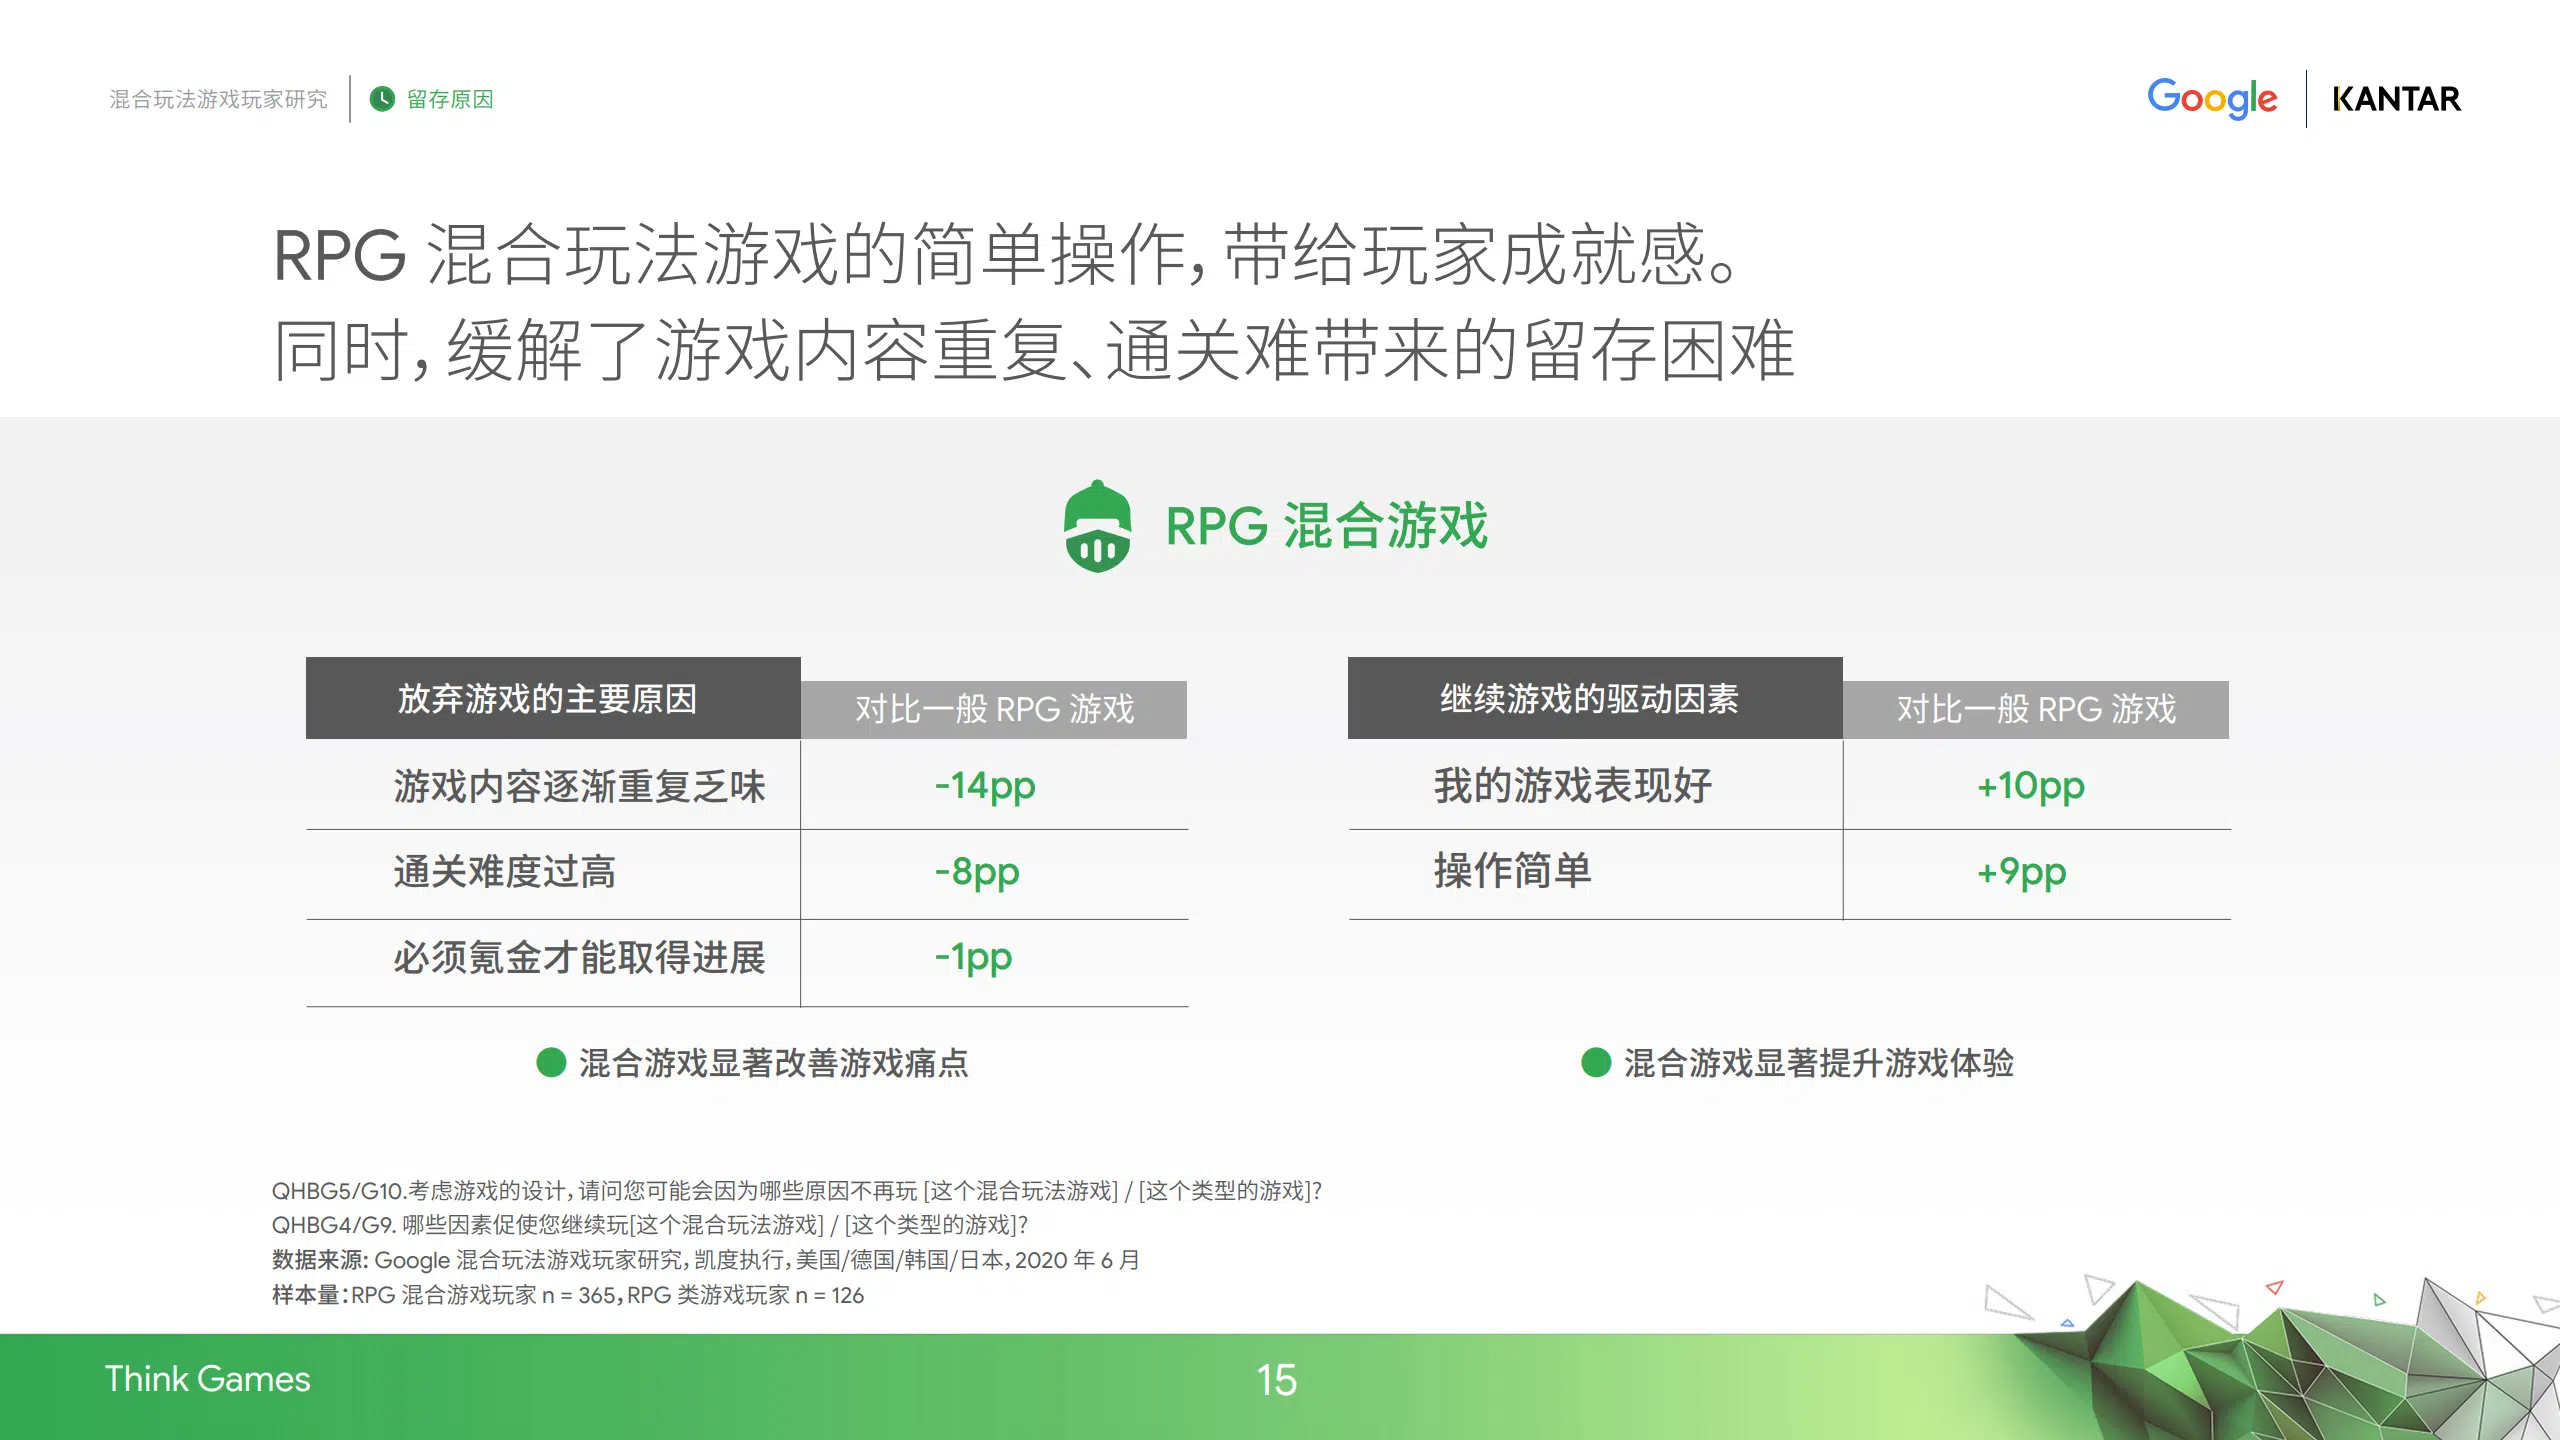 混合玩法游戏玩家研究
留存原因
Google
KANTAR
RPG 混合玩法游戏的简单操作，带给玩家成就感。
同时，缓解了游戏内容重复、通关难带来的留存困难
RPG 混合游戏
放弃游戏的主要原因
对比一般 RPG 游戏
游戏内容逐渐重复乏味
-14pp
通关难度过高
-8pp
必须氪金才能取得进展
-1pp
混合游戏显著改善游戏痛点
继续游戏的驱动因素
对比一般 RPG 游戏
我的游戏表现好
+10pp
操作简单
+9pp
混合游戏显著提升游戏体验
QHBG5/G10.考虑游戏的设计，请问您可能会因为哪些原因不再玩 [这个混合玩法游戏] / [这个类型的游戏]?
QHBG4/G9. 哪些因素促使您继续玩[这个混合玩法游戏] / [这个类型的游戏]?
数据来源: Google 混合玩法游戏玩家研究，凯度执行，美国/德国/韩国/日本，2020 年 6 月
样本量：RPG 混合游戏玩家 n = 365，RPG 类游戏玩家 n = 126
Think Games
15